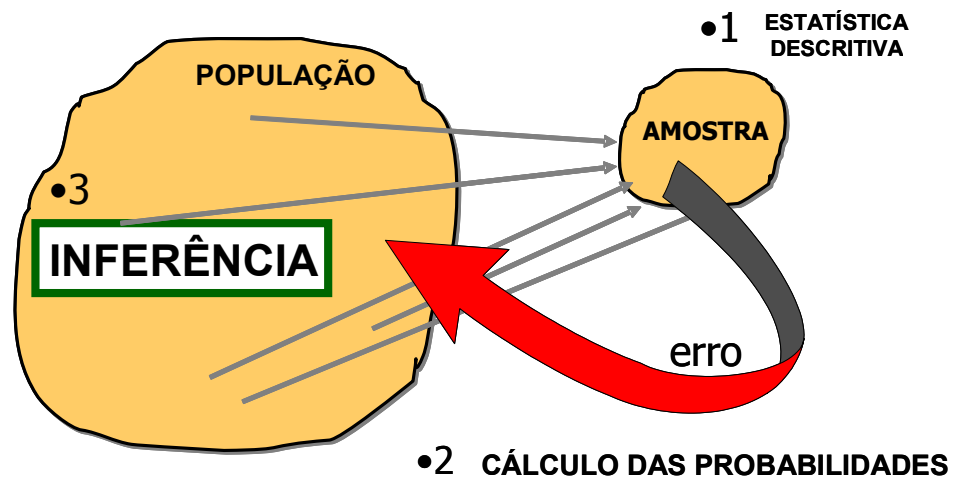 •1 ESTATÍSTICA
DESCRITIVA
POPULAÇÃO
AMOSTRA
•3
INFERÊNCIA
erro
•2 CÁLCULO DAS PROBABILIDADES